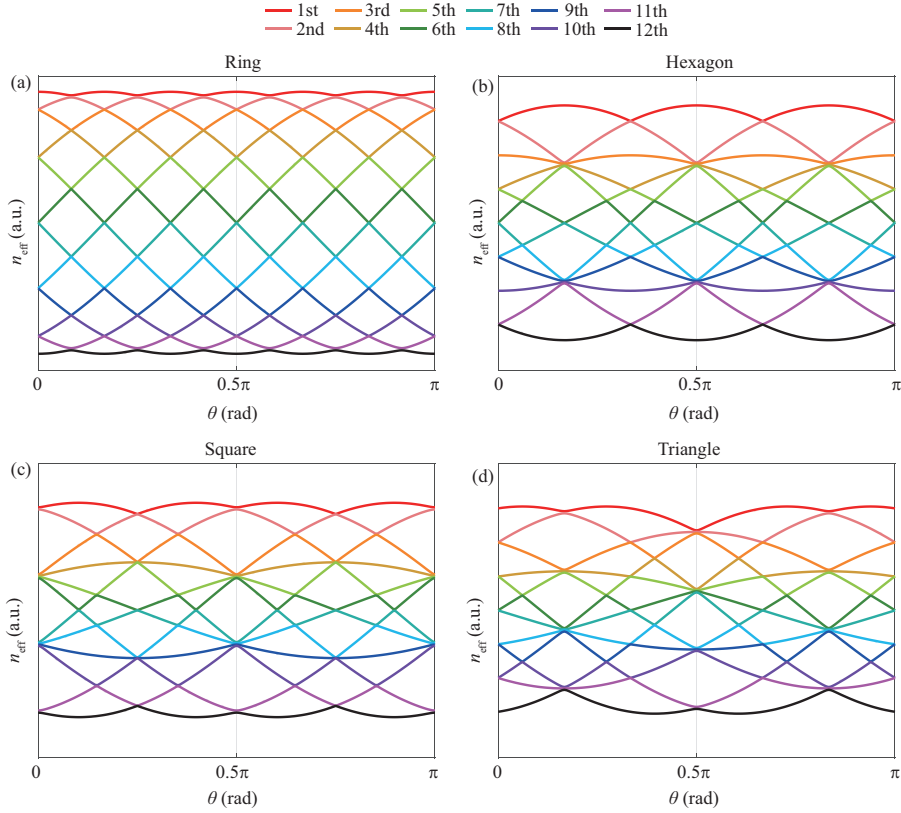 1st 3rd 5th 7th 9th 11th
2nd 4th 6th 8th 10th 12th
(a) Ring
n_eff (a.u.)
0 0.5π π
θ (rad)
(b) Hexagon
n_eff (a.u.)
0 0.5π π
θ (rad)
(c) Square
n_eff (a.u.)
0 0.5π π
θ (rad)
(d) Triangle
n_eff (a.u.)
0 0.5π π
θ (rad)